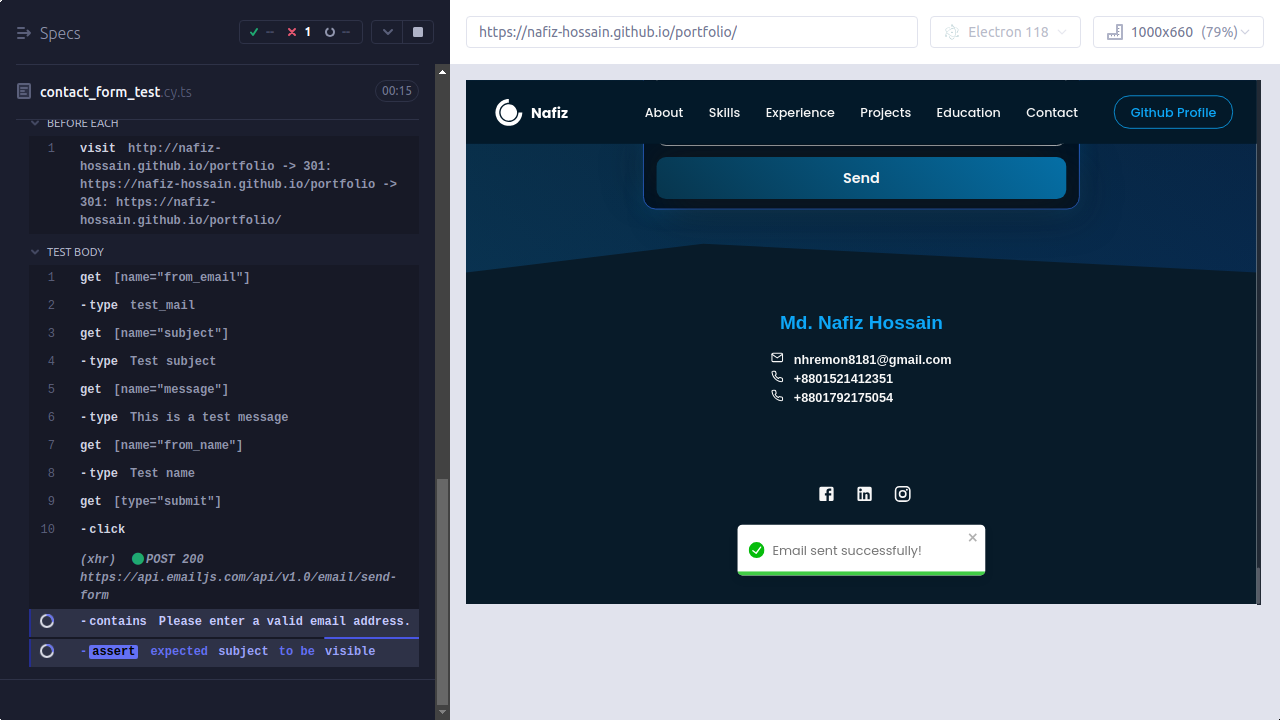 Specs
-- 1 --
contact_form_test.cy.ts 00:15
BEFORE EACH
1 visit http://nafiz-
hossain.github.io/portfolio -> 301:
https://nafiz-hossain.github.io/portfolio ->
301: https://nafiz-
hossain.github.io/portfolio/
TEST BODY
1 get [name="from_email"]
2 -type test_mail
3 get [name="subject"]
4 -type Test subject
5 get [name="message"]
6 -type This is a test message
7 get [name="from_name"]
8 -type Test name
9 get [type="submit"]
10 -click
(xhr) POST 200
https://api.emailjs.com/api/v1.0/email/send-
form
-contains Please enter a valid email address.
-assert expected subject to be visible
https://nafiz-hossain.github.io/portfolio/
Electron 118
1000x660 (79%)
Nafiz About Skills Experience Projects Education Contact Github Profile
Send
Md. Nafiz Hossain
nhremon8181@gmail.com
+8801521412351
+8801792175054
Email sent successfully!